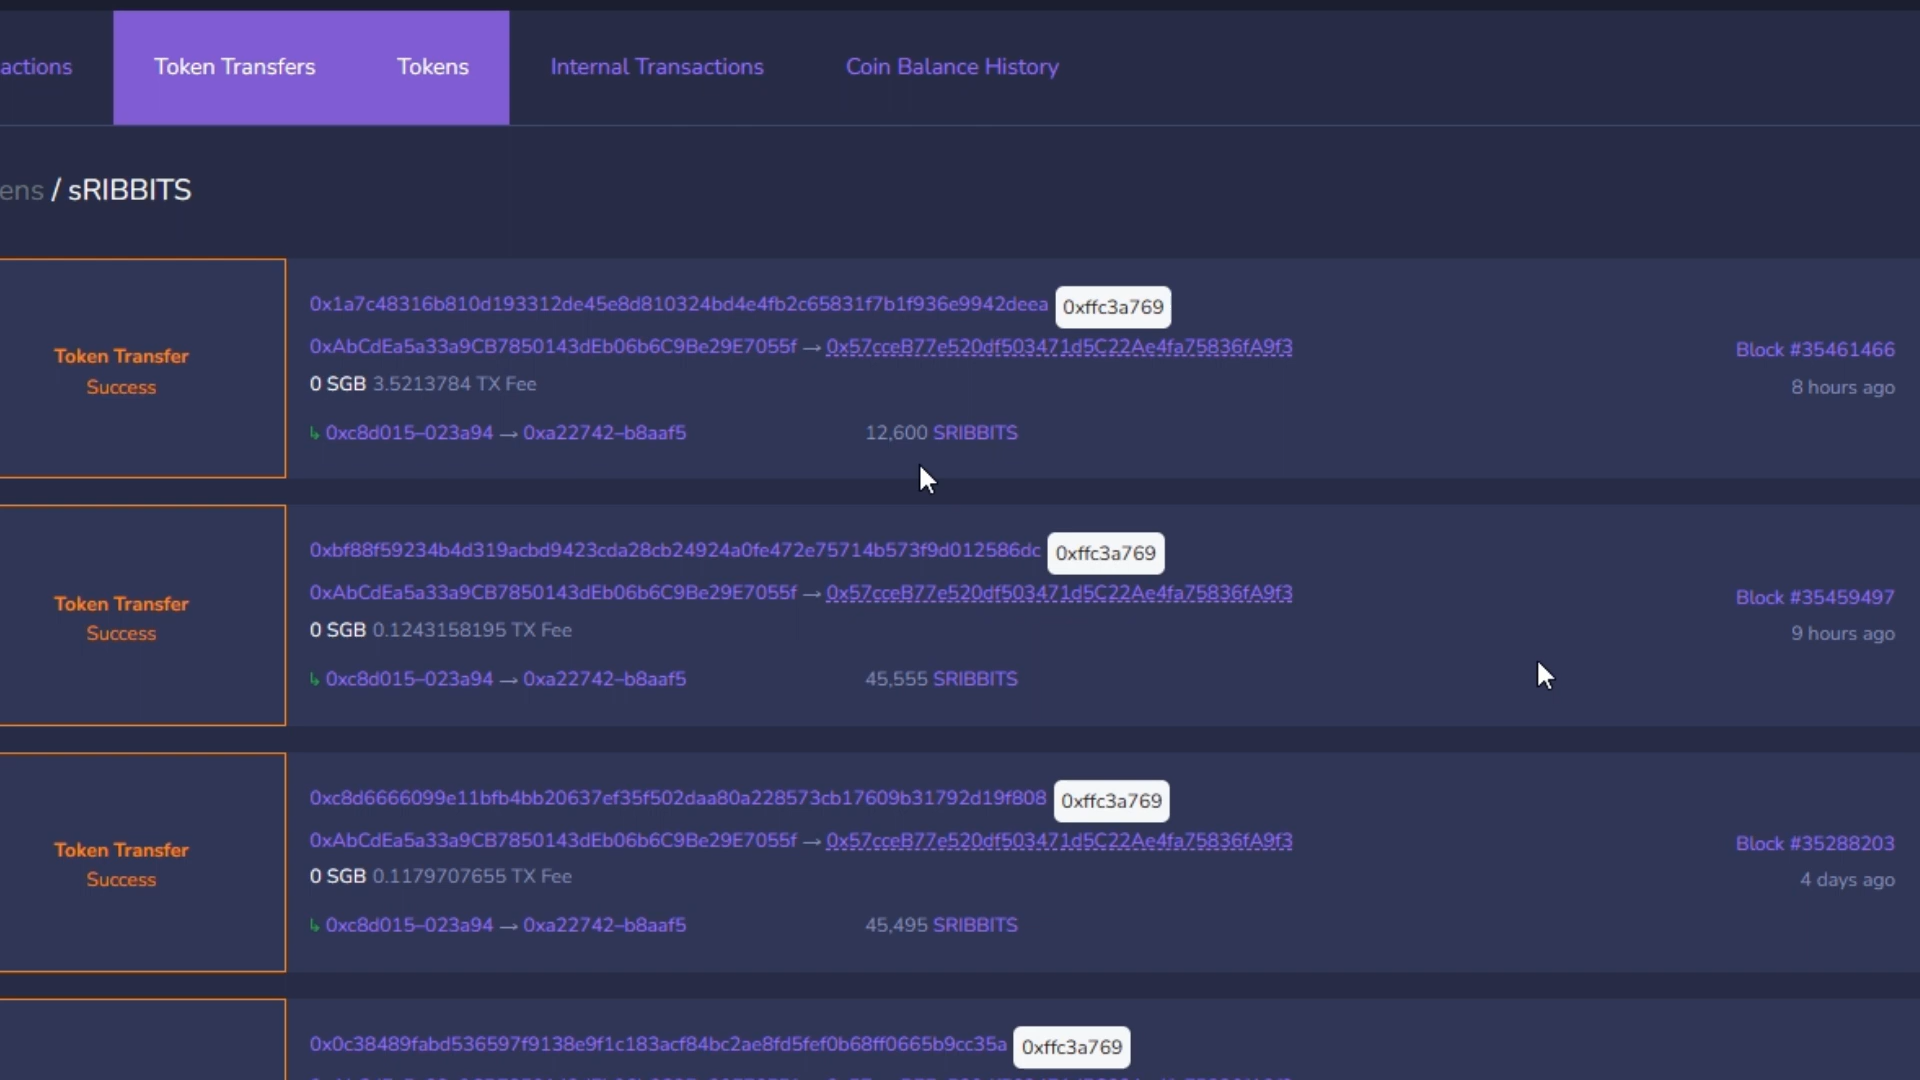 actions Token Transfers Tokens Internal Transactions Coin Balance History
ens / sRIBBITS
0x1a7c48316b810d193312de45e8d810324bd4e4fb2c65831f7b1f936e9942deea 0xffc3a769
Token Transfer
Success
0xAbCdEa5a33a9CB7850143dEb06b6C9Be29E7055f → 0x57cceB77e520df503471d5C22Ae4fa75836fA9f3
0 SGB 3.5213784 TX Fee
Block #35461466
8 hours ago
↳ 0xc8d015–023a94 → 0xa22742–b8aaf5 12,600 SRIBBITS
0xbf88f59234b4d319acbd9423cda28cb24924a0fe472e75714b573f9d012586dc 0xffc3a769
Token Transfer
Success
0xAbCdEa5a33a9CB7850143dEb06b6C9Be29E7055f → 0x57cceB77e520df503471d5C22Ae4fa75836fA9f3
0 SGB 0.1243158195 TX Fee
Block #35459497
9 hours ago
↳ 0xc8d015–023a94 → 0xa22742–b8aaf5 45,555 SRIBBITS
0xc8d6666099e11bfb4bb20637ef35f502daa80a228573cb17609b31792d19f808 0xffc3a769
Token Transfer
Success
0xAbCdEa5a33a9CB7850143dEb06b6C9Be29E7055f → 0x57cceB77e520df503471d5C22Ae4fa75836fA9f3
0 SGB 0.1179707655 TX Fee
Block #35288203
4 days ago
↳ 0xc8d015–023a94 → 0xa22742–b8aaf5 45,495 SRIBBITS
0x0c38489fabd536597f9138e9f1c183acf84bc2ae8fd5fef0b68ff0665b9cc35a 0xffc3a769